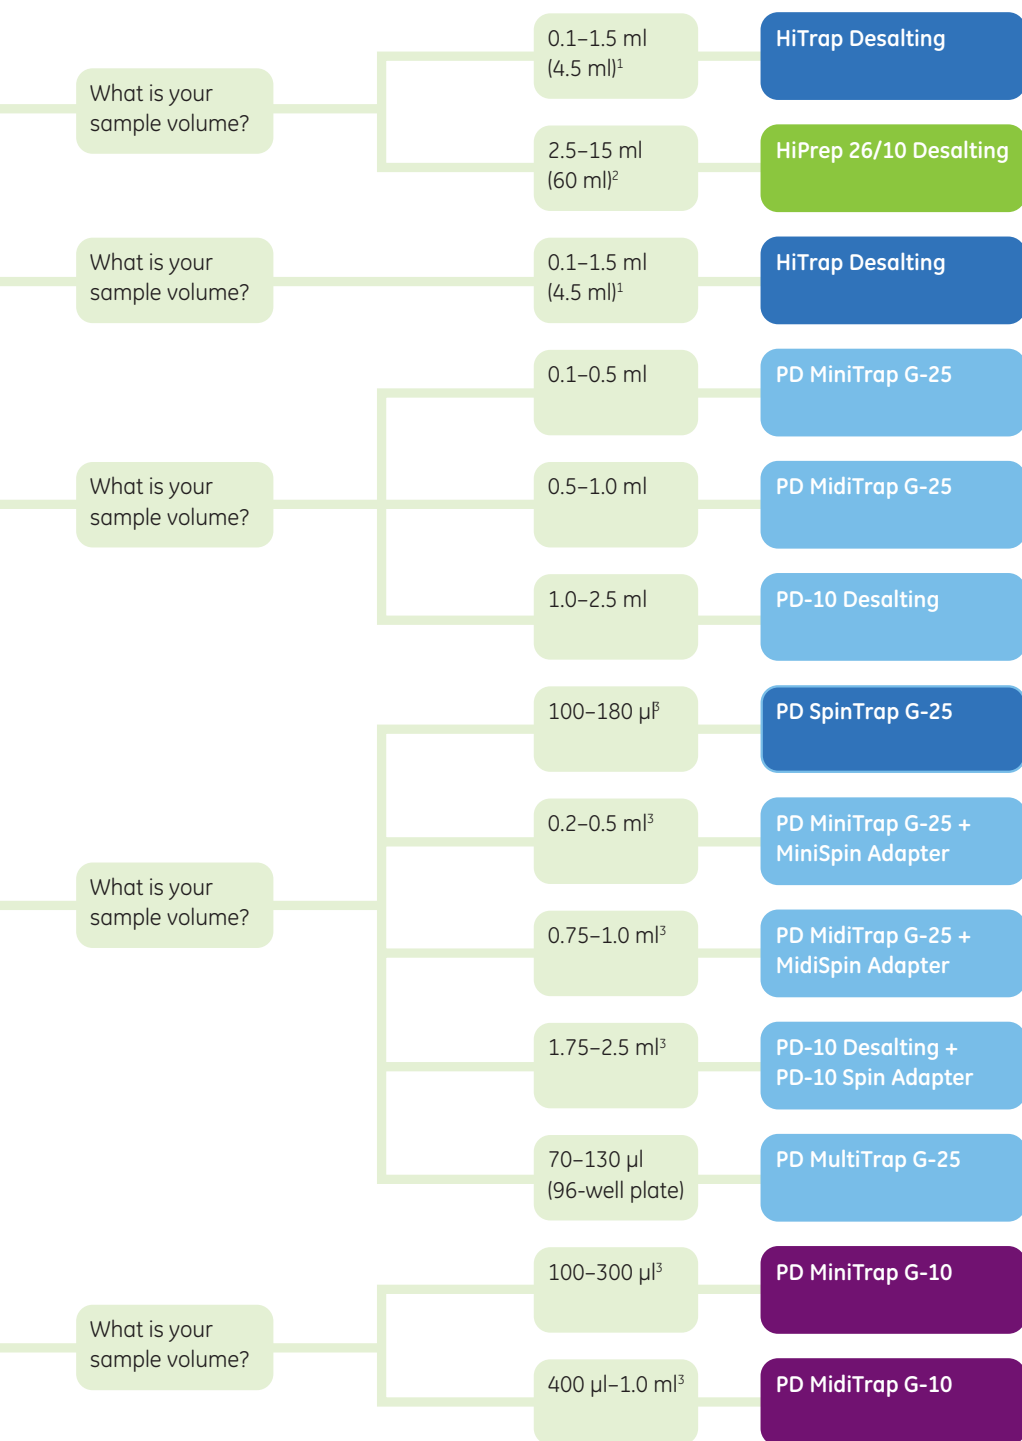 What is your
sample volume?
0.1–1.5 ml
(4.5 ml)¹
HiTrap Desalting
2.5–15 ml
(60 ml)²
HiPrep 26/10 Desalting
What is your
sample volume?
0.1–1.5 ml
(4.5 ml)¹
HiTrap Desalting
What is your
sample volume?
0.1–0.5 ml
PD MiniTrap G-25
0.5–1.0 ml
PD MidiTrap G-25
1.0–2.5 ml
PD-10 Desalting
What is your
sample volume?
100–180 µl³
PD SpinTrap G-25
0.2–0.5 ml³
PD MiniTrap G-25 +
MiniSpin Adapter
0.75–1.0 ml³
PD MidiTrap G-25 +
MidiSpin Adapter
1.75–2.5 ml³
PD-10 Desalting +
PD-10 Spin Adapter
70–130 µl
(96-well plate)
PD MultiTrap G-25
What is your
sample volume?
100–300 µl³
PD MiniTrap G-10
400 µl–1.0 ml³
PD MidiTrap G-10